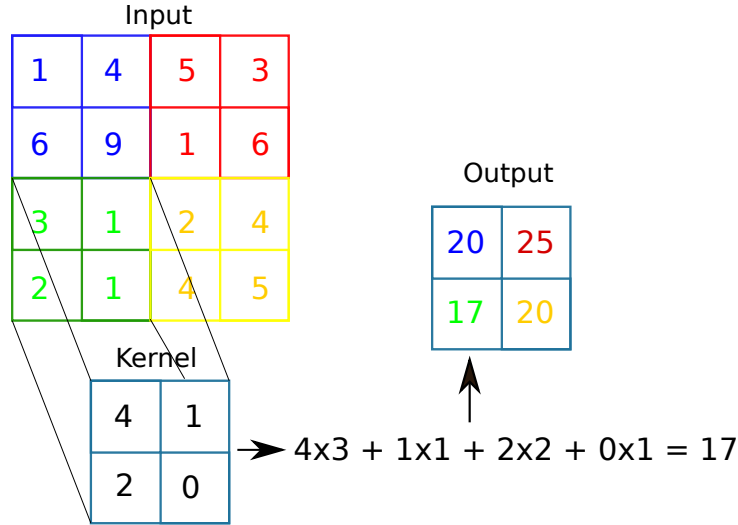 Input
1 4 5 3
6 9 1 6
3 1 2 4
2 1 4 5
Output
20 25
17 20
Kernel
4 1
2 0
4x3 + 1x1 + 2x2 + 0x1 = 17